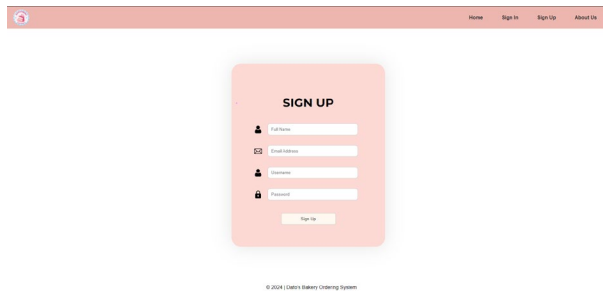 Home Sign In Sign Up About Us
SIGN UP
Full Name
Email Address
Username
Password
Sign Up
© 2024 | Dato's Bakery Ordering System